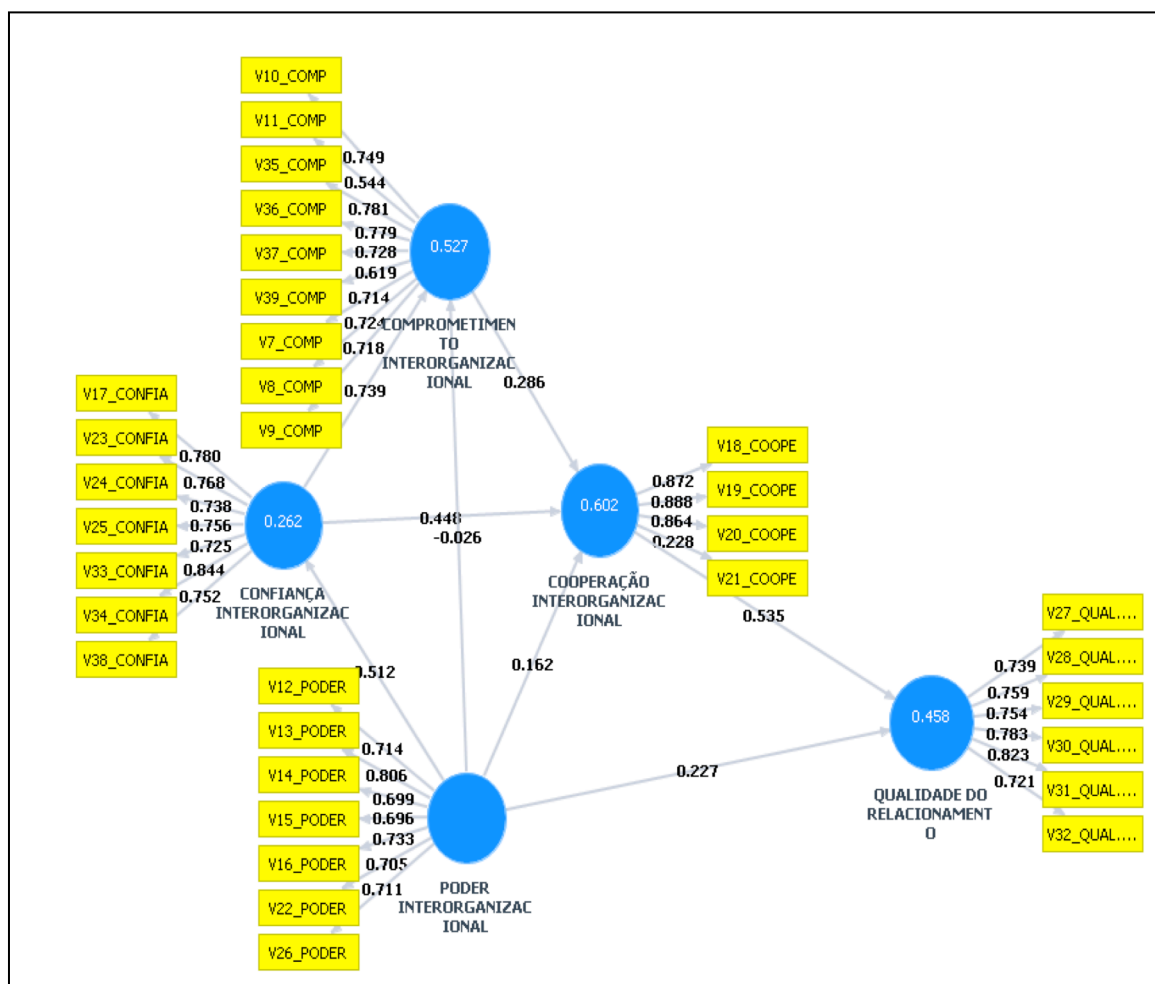 V10_COMP
V11_COMP
V35_COMP
V36_COMP
V37_COMP
V39_COMP
V7_COMP
V8_COMP
V9_COMP
0.749
0.544
0.781
0.779
0.728
0.619
0.714
0.724
0.718
0.739
0.527
COMPROMETIMEN
TO
INTERORGANIZAC
IONAL
0.286
V17_CONFIA
V23_CONFIA
V24_CONFIA
V25_CONFIA
V33_CONFIA
V34_CONFIA
V38_CONFIA
0.780
0.768
0.738
0.756
0.725
0.844
0.752
0.262
CONFIANÇA
INTERORGANIZAC
IONAL
0.448
-0.026
0.602
COOPERAÇÃO
INTERORGANIZAC
IONAL
V18_COOPE
V19_COOPE
V20_COOPE
V21_COOPE
0.872
0.888
0.864
0.228
0.535
0.512
0.162
V12_PODER
V13_PODER
V14_PODER
V15_PODER
V16_PODER
V22_PODER
V26_PODER
0.714
0.806
0.699
0.696
0.733
0.705
0.711
PODER
INTERORGANIZAC
IONAL
0.227
0.458
QUALIDADE DO
RELACIONAMENT
O
V27_QUAL....
V28_QUAL....
V29_QUAL....
V30_QUAL....
V31_QUAL....
V32_QUAL....
0.739
0.759
0.754
0.783
0.823
0.721